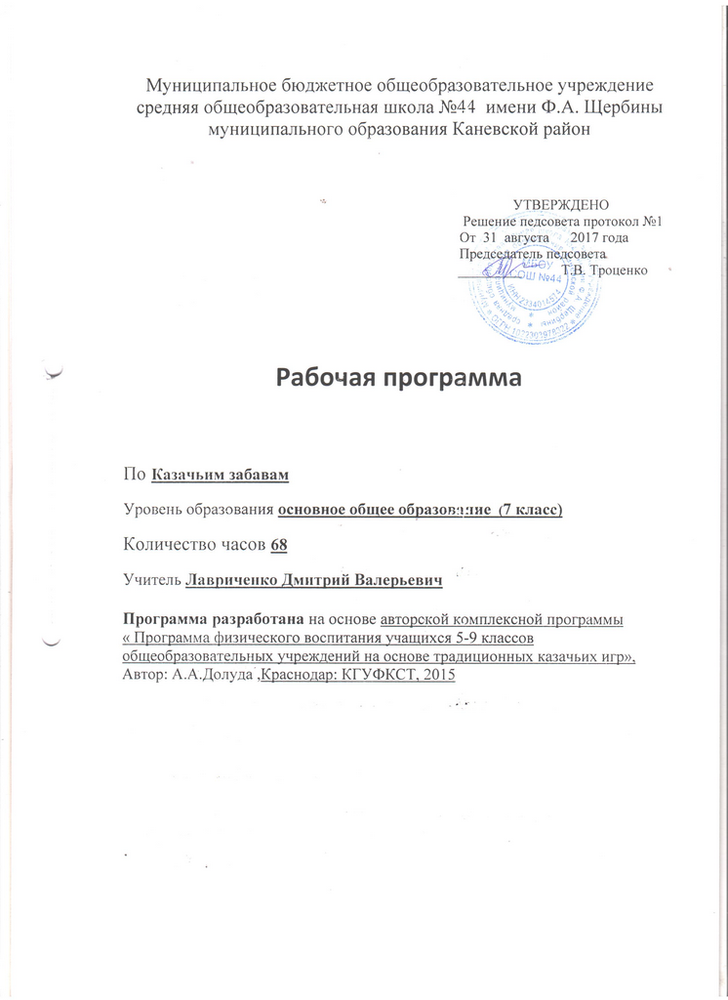 Муниципальное бюджетное общеобразовательное учреждение
средняя общеобразовательная школа №44 имени Ф.А. Щербины
муниципального образования Каневской район
УТВЕРЖДЕНО
Решение педсовета протокол №1
От 31 августа 2017 года
Председатель педсовета
Т.В. Троценко
МБОУ
СОШ №44
Рабочая программа
По Казачьим забавам
Уровень образования основное общее образование (7 класс)
Количество часов 68
Учитель Лавриченко Дмитрий Валерьевич
Программа разработана на основе авторской комплексной программы
« Программа физического воспитания учащихся 5-9 классов
общеобразовательных учреждений на основе традиционных казачьих игр»,
Автор: А.А.Долуда ,Краснодар: КГУФКСТ, 2015